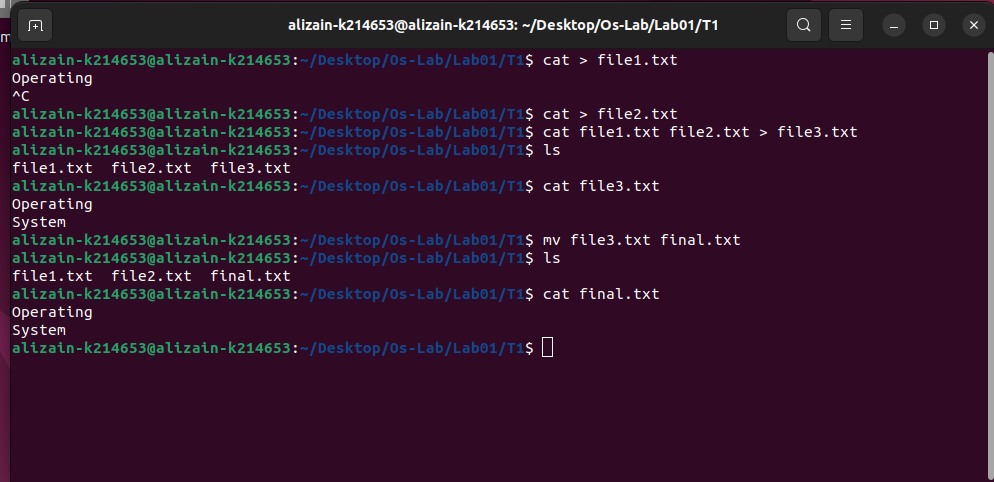 alizain-k214653@alizain-k214653: ~/Desktop/Os-Lab/Lab01/T1
m
alizain-k214653@alizain-k214653:~/Desktop/Os-Lab/Lab01/T1$ cat > file1.txt
Operating
^C
alizain-k214653@alizain-k214653:~/Desktop/Os-Lab/Lab01/T1$ cat > file2.txt
alizain-k214653@alizain-k214653:~/Desktop/Os-Lab/Lab01/T1$ cat file1.txt file2.txt > file3.txt
alizain-k214653@alizain-k214653:~/Desktop/Os-Lab/Lab01/T1$ ls
file1.txt  file2.txt  file3.txt
alizain-k214653@alizain-k214653:~/Desktop/Os-Lab/Lab01/T1$ cat file3.txt
Operating
System
alizain-k214653@alizain-k214653:~/Desktop/Os-Lab/Lab01/T1$ mv file3.txt final.txt
alizain-k214653@alizain-k214653:~/Desktop/Os-Lab/Lab01/T1$ ls
file1.txt  file2.txt  final.txt
alizain-k214653@alizain-k214653:~/Desktop/Os-Lab/Lab01/T1$ cat final.txt
Operating
System
alizain-k214653@alizain-k214653:~/Desktop/Os-Lab/Lab01/T1$